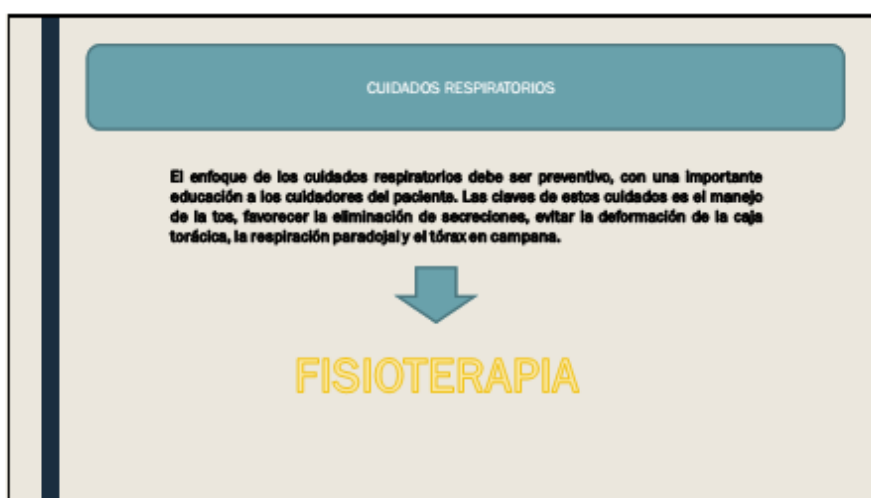 CUIDADOS RESPIRATORIOS
El enfoque de los cuidados respiratorios debe ser preventivo, con una importante
educación a los cuidadores del paciente. Las claves de estos cuidados es el manejo
de la tos, favorecer la eliminación de secreciones, evitar la deformación de la caja
torácica, la respiración paradojal y el tórax en campana.
FISIOTERAPIA